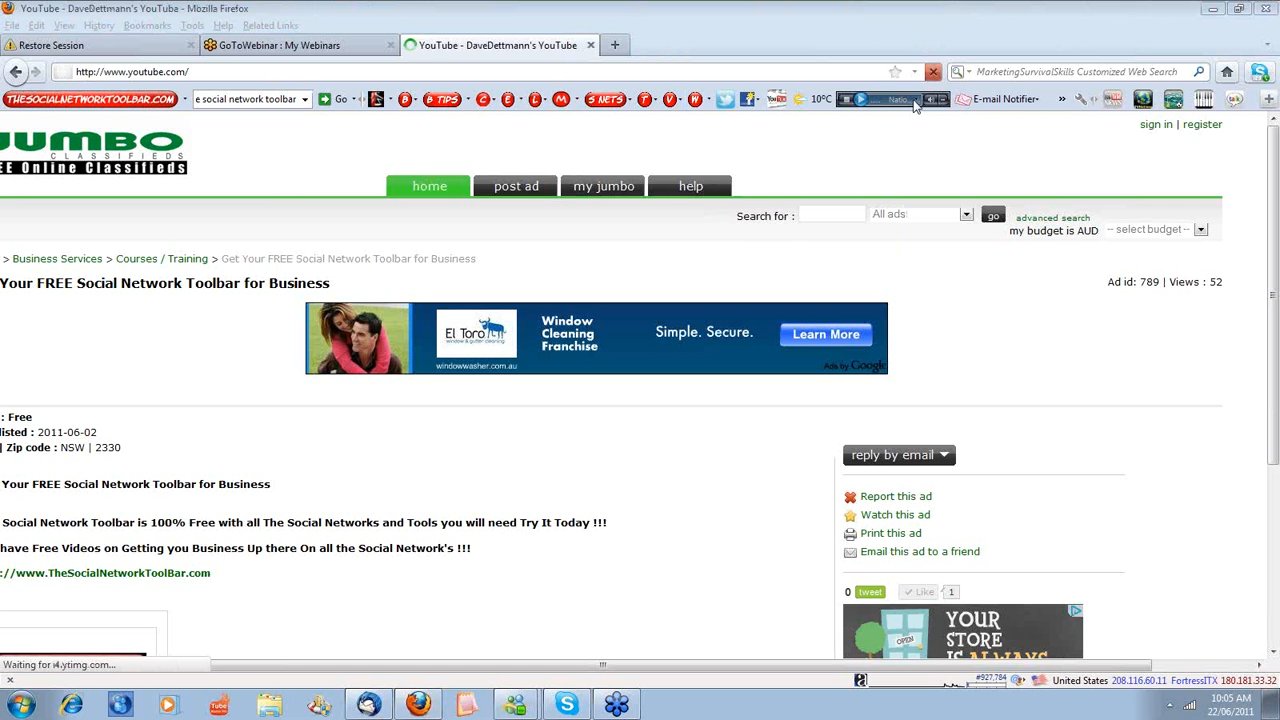 YouTube - DaveDettmann's YouTube - Mozilla Firefox
File Edit View History Bookmarks Tools Help Related Links
Restore Session × GoToWebinar : My Webinars × YouTube - DaveDettmann's YouTube × +
http://www.youtube.com/ MarketingSurvivalSkills Customized Web Search
THESOCIALNETWORKTOOLBAR.COM e social network toolbar Go B B TIPS C E L M S NETS T V W f You Tube 10°C ..... Natio... E-mail Notifier »
sign in | register
JUMBO
CLASSIFIEDS
EE Online Classifieds
home post ad my jumbo help
Search for : All ads: go advanced search
my budget is AUD -- select budget --
> Business Services > Courses / Training > Get Your FREE Social Network Toolbar for Business
Your FREE Social Network Toolbar for Business Ad id: 789 | Views : 52
El Toro
window & gutter cleaning
windowwasher.com.au
Window
Cleaning
Franchise
Simple. Secure.
Learn More
Ads by Google
: Free
listed : 2011-06-02
| Zip code : NSW | 2330
reply by email
Your FREE Social Network Toolbar for Business
Report this ad
Watch this ad
Social Network Toolbar is 100% Free with all The Social Networks and Tools you will need Try It Today !!!
Print this ad
have Free Videos on Getting you Business Up there On all the Social Network's !!!
Email this ad to a friend
://www.TheSocialNetworkToolBar.com
0 tweet Like 1
OPEN
YOUR
STORE
IS ALWAYS
Waiting for i4.ytimg.com...
× #927,784 United States 208.116.60.11 FortressITX 180.181.33.32
Tube
10:05 AM
22/06/2011